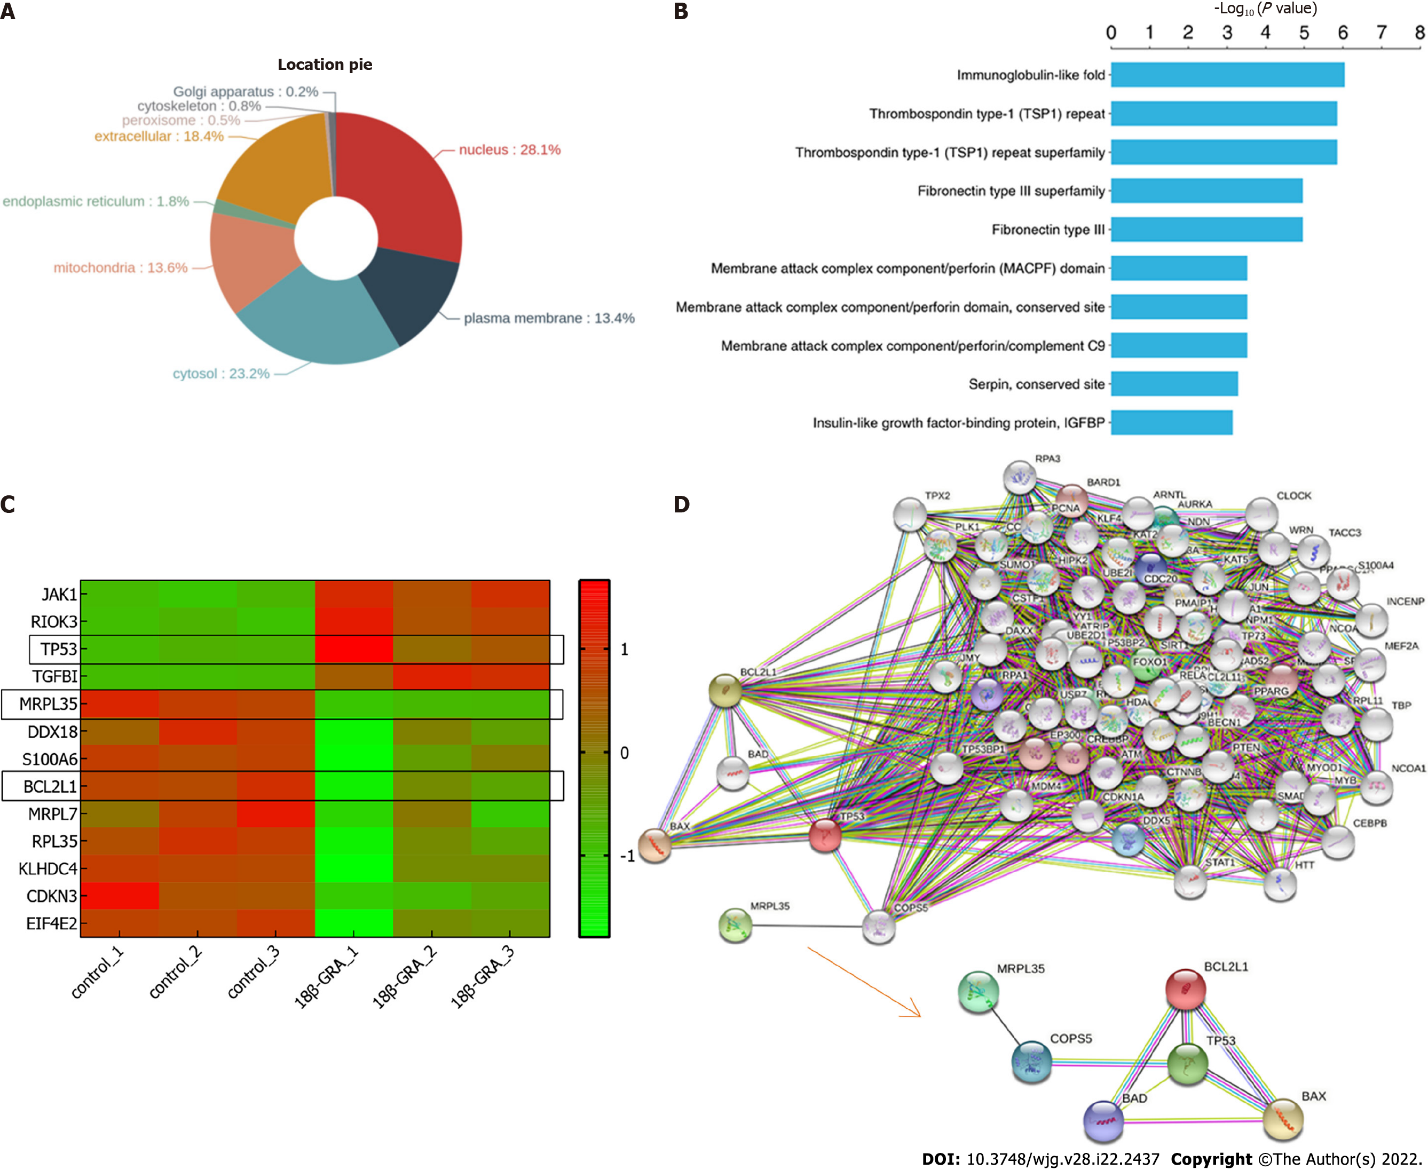 A
Location pie
Golgi apparatus : 0.2%
cytoskeleton : 0.8%
peroxisome : 0.5%
extracellular : 18.4%
nucleus : 28.1%
endoplasmic reticulum : 1.8%
mitochondria : 13.6%
plasma membrane : 13.4%
cytosol : 23.2%
B
-Log10 (P value)
0 1 2 3 4 5 6 7 8
Immunoglobulin-like fold
Thrombospondin type-1 (TSP1) repeat
Thrombospondin type-1 (TSP1) repeat superfamily
Fibronectin type III superfamily
Fibronectin type III
Membrane attack complex component/perforin (MACPF) domain
Membrane attack complex component/perforin domain, conserved site
Membrane attack complex component/perforin/complement C9
Serpin, conserved site
Insulin-like growth factor-binding protein, IGFBP
C
JAK1
RIOK3
TP53
TGFBI
MRPL35
DDX18
S100A6
BCL2L1
MRPL7
RPL35
KLHDC4
CDKN3
EIF4E2
control_1
control_2
control_3
18β-GRA_1
18β-GRA_2
18β-GRA_3
1
0
-1
D
RPA3
BARD1
TPX2
ARNTL
CLOCK
PCNA
AURKA
KLF4
NDN
PLK1
WRN
TACC3
KAT2
HIPK2
KAT5
S100A4
SUMO1
UBE2I
CDC20
JUN
INCENP
CSTF1
PMAIP1
YY1
NPM1
ATRIP
DAXX
UBE2D1
TP53BP2
TP73
NCOA
MEF2A
SIRT1
JMY
FOXO1
RAD52
BCL2L1
RPA1
RELA
CL2L11
PPARG
RPL11
TBP
USP7
HDA
BECN1
EP300
CREBBP
BAD
TP53BP1
ATM
PTEN
CTNNB
MYOD1
NCOA1
MDM4
MYB
CDKN1A
SMAD
BAX
TP53
DDX5
CEBPB
STAT1
HTT
MRPL35
COPS5
MRPL35
BCL2L1
COPS5
TP53
BAD
BAX
DOI: 10.3748/wjg.v28.i22.2437 Copyright ©The Author(s) 2022.